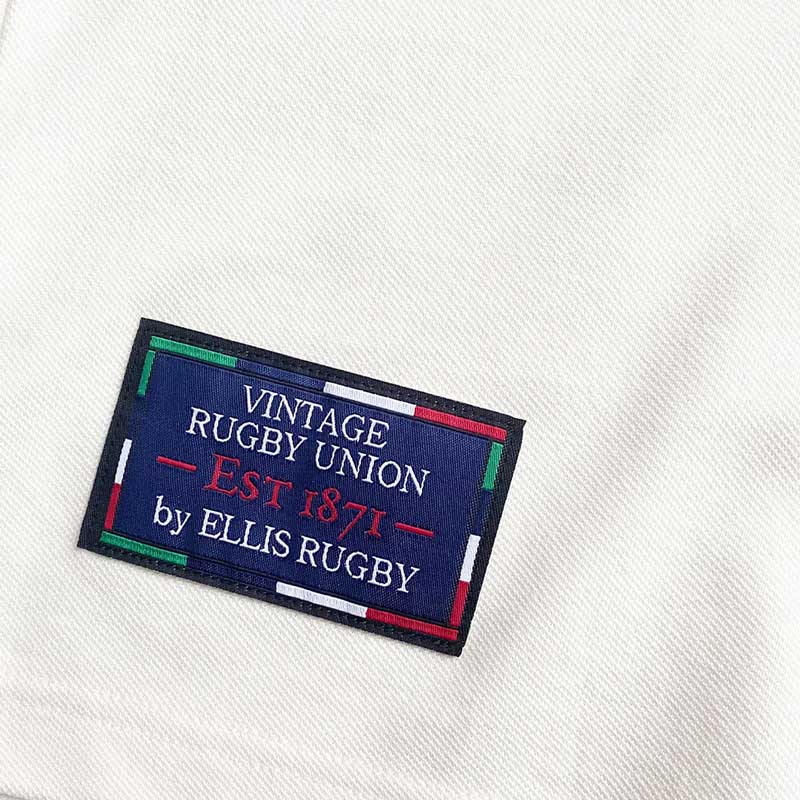 VINTAGE
RUGBY UNION
— EST 1871 —
by ELLIS RUGBY